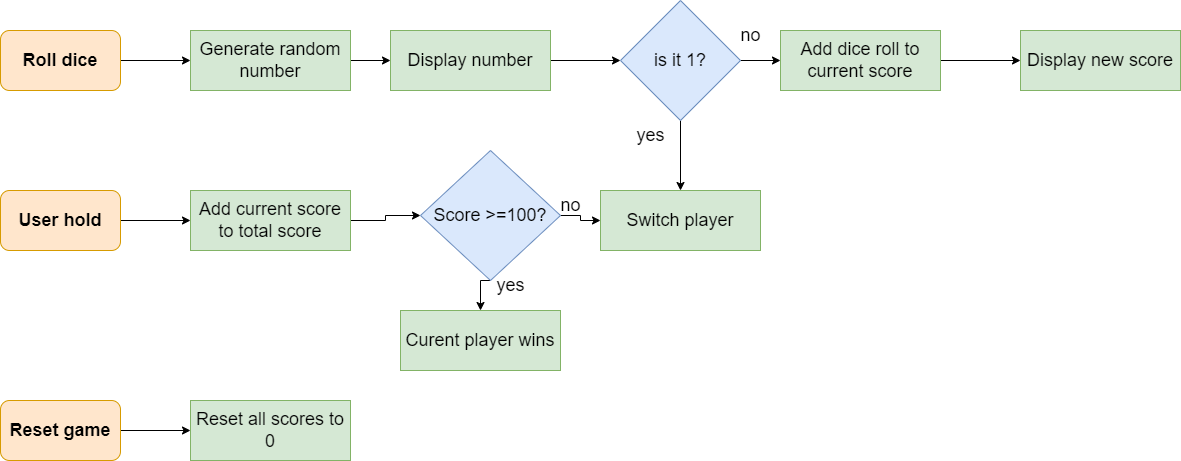 Roll dice
Generate random
number
Display number
is it 1?
no
Add dice roll to
current score
Display new score
yes
User hold
Add current score
to total score
Score >=100?
no
Switch player
yes
Curent player wins
Reset game
Reset all scores to
0